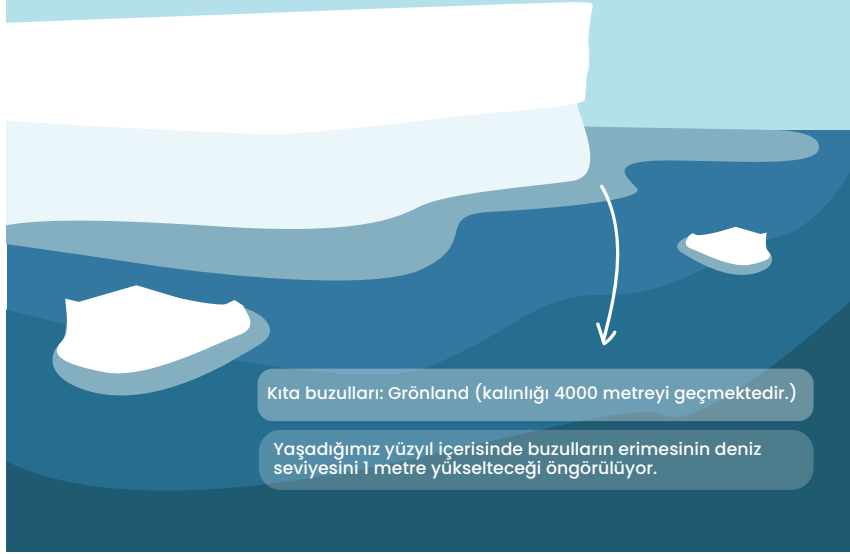 Kıta buzulları: Grönland (kalınlığı 4000 metreyi geçmektedir.)
Yaşadığımız yüzyıl içerisinde buzulların erimesinin deniz
seviyesini 1 metre yükselteceği öngörülüyor.